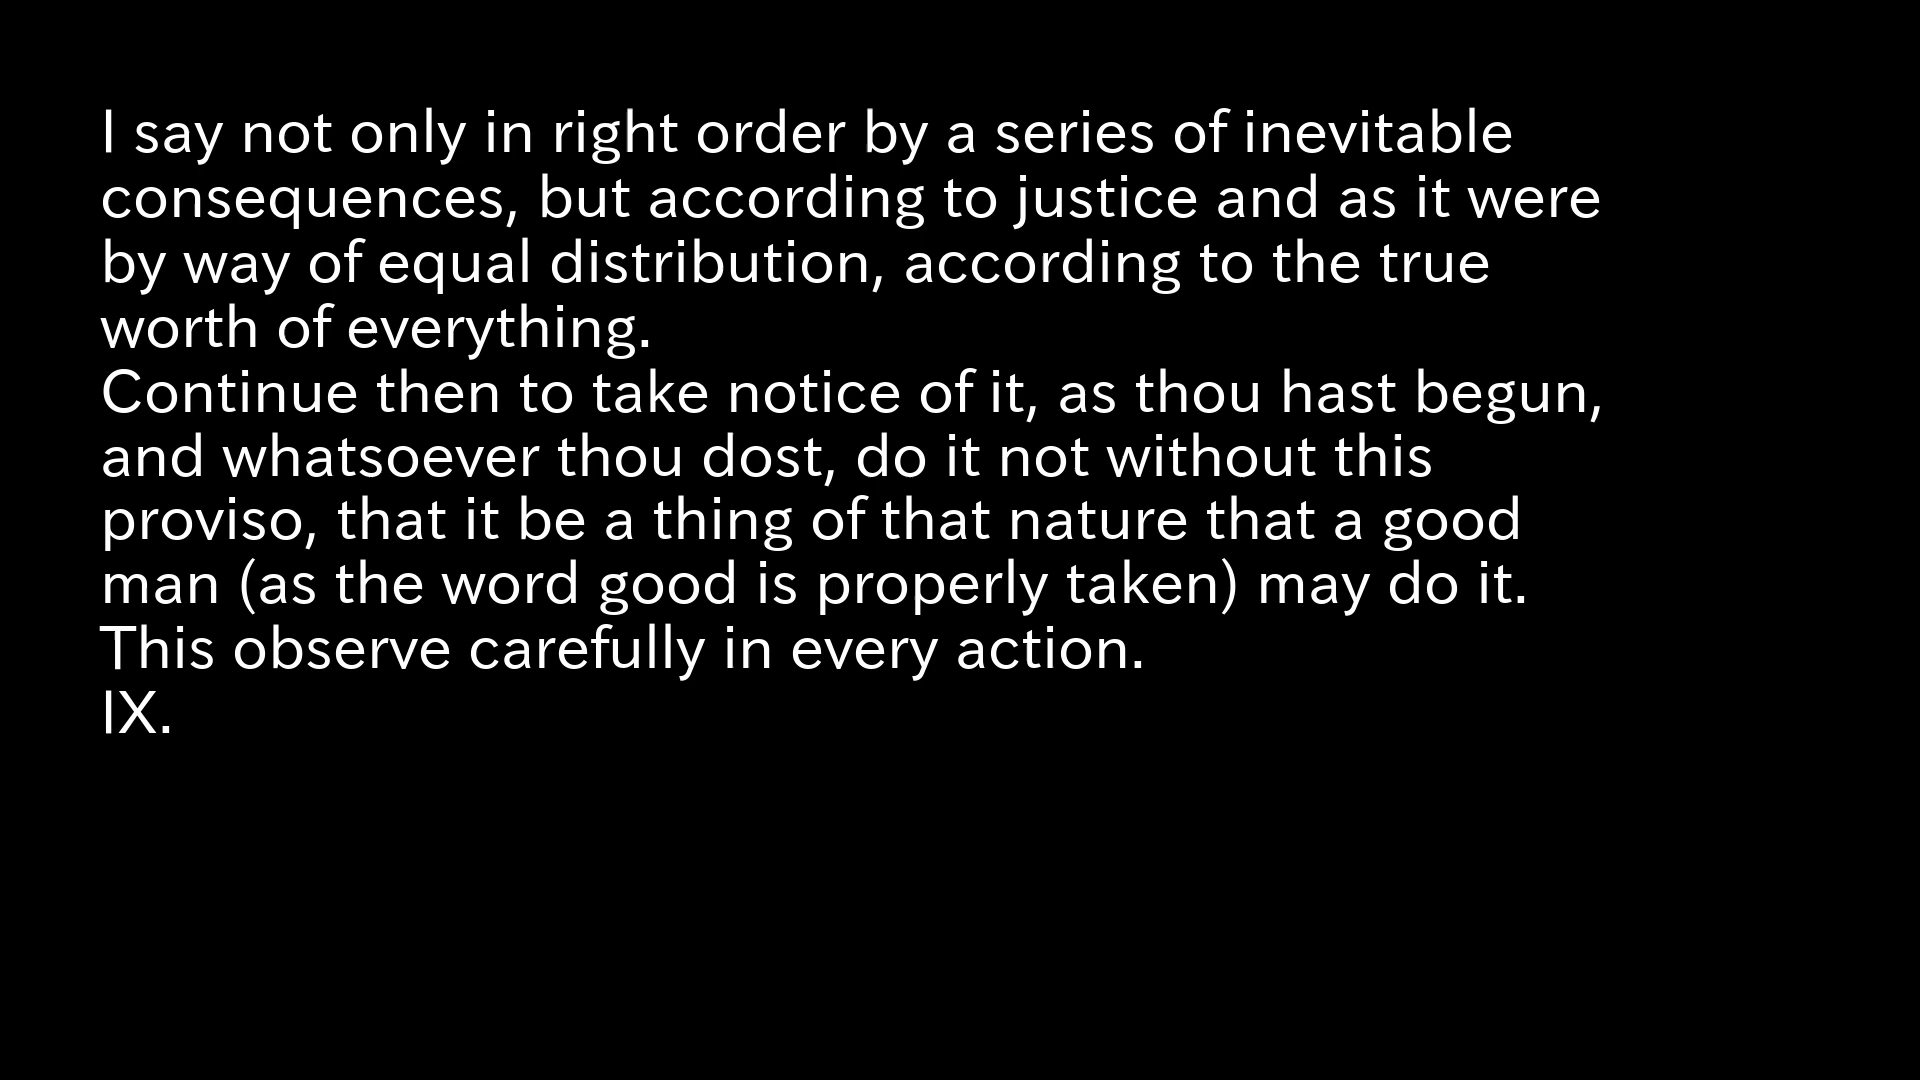 I say not only in right order by a series of inevitable
consequences, but according to justice and as it were
by way of equal distribution, according to the true
worth of everything.
Continue then to take notice of it, as thou hast begun,
and whatsoever thou dost, do it not without this
proviso, that it be a thing of that nature that a good
man (as the word good is properly taken) may do it.
This observe carefully in every action.
IX.